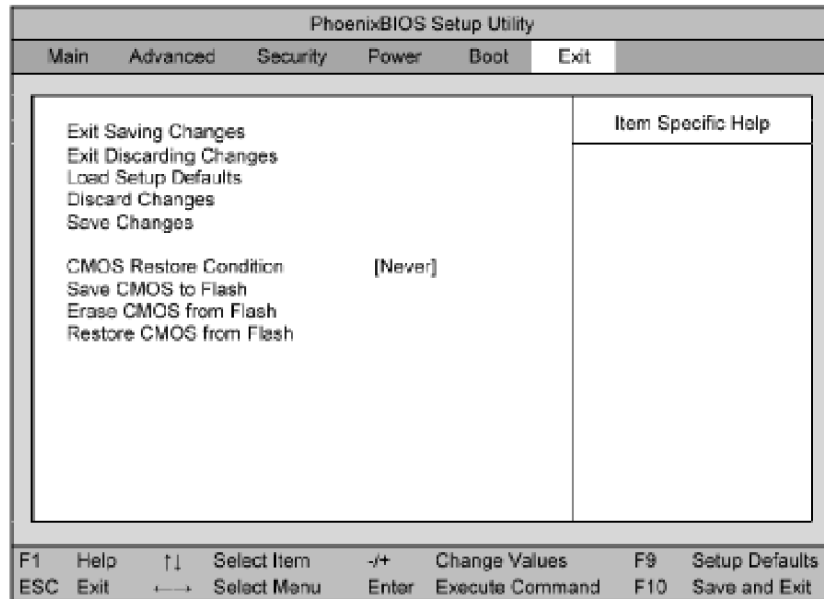 PhoenixBIOS Setup Utility
Main Advanced Security Power Boot Exit
Exit Saving Changes
Exit Discarding Changes
Load Setup Defaults
Discard Changes
Save Changes
CMOS Restore Condition [Never]
Save CMOS to Flash
Erase CMOS from Flash
Restore CMOS from Flash
Item Specific Help
F1 Help ↑↓ Select Item -/+ Change Values F9 Setup Defaults
ESC Exit ←→ Select Menu Enter Execute Command F10 Save and Exit